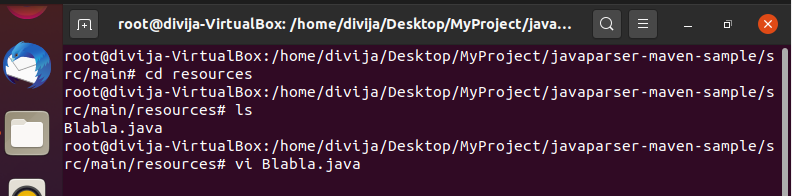 root@divija-VirtualBox: /home/divija/Desktop/MyProject/java...
root@divija-VirtualBox:/home/divija/Desktop/MyProject/javaparser-maven-sample/s
rc/main# cd resources
root@divija-VirtualBox:/home/divija/Desktop/MyProject/javaparser-maven-sample/s
rc/main/resources# ls
Blabla.java
root@divija-VirtualBox:/home/divija/Desktop/MyProject/javaparser-maven-sample/s
rc/main/resources# vi Blabla.java